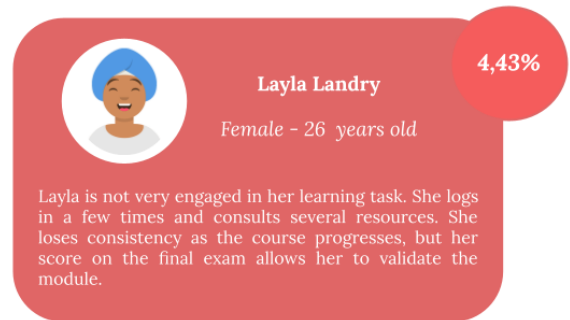 4,43%
Layla Landry
Female - 26 years old
Layla is not very engaged in her learning task. She logs
in a few times and consults several resources. She
loses consistency as the course progresses, but her
score on the final exam allows her to validate the
module.